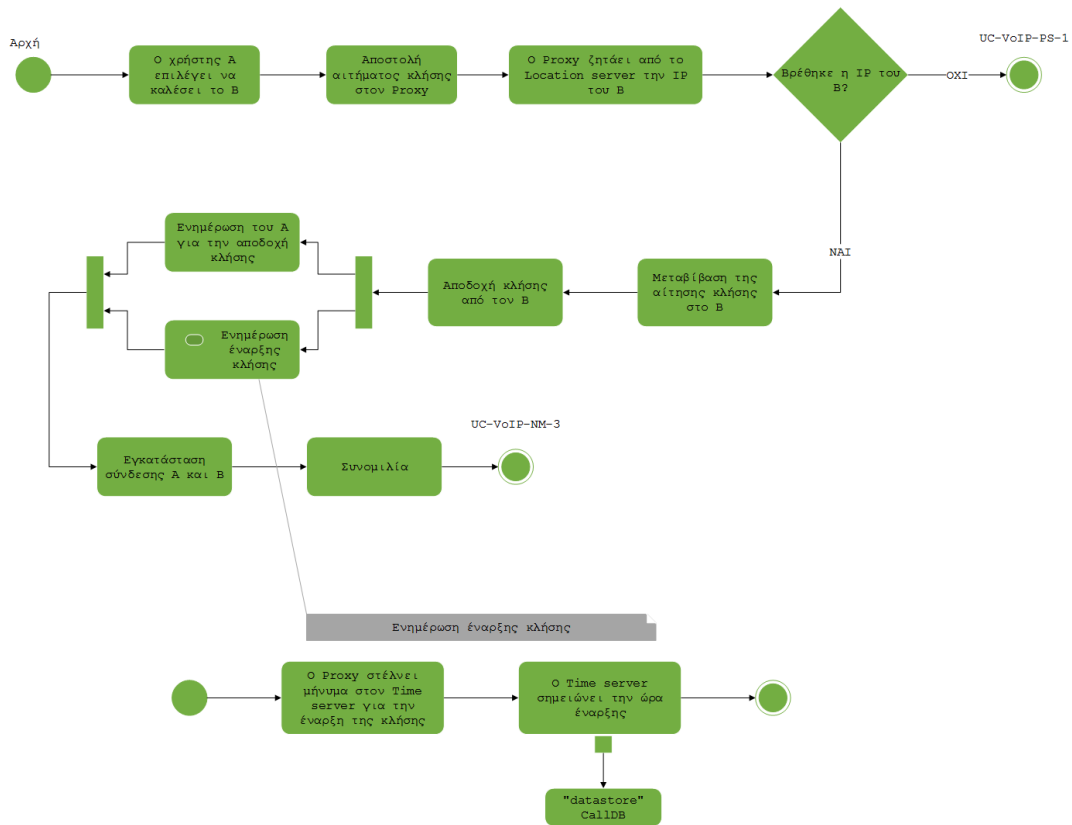 Αρχή
Ο χρήστης Α
επιλέγει να
καλέσει το Β
Αποστολή
αιτήματος κλήσης
στον Proxy
Ο Proxy ζητάει από το
Location server την IP
του Β
Βρέθηκε η IP του
Β?
ΟΧΙ
UC-VoIP-PS-1
ΝΑΙ
Μεταβίβαση της
αίτησης κλήσης
στο Β
Αποδοχή κλήσης
από τον Β
Ενημέρωση του Α
για την αποδοχή
κλήσης
Ενημέρωση
έναρξης
κλήσης
Εγκατάσταση
σύνδεσης Α και Β
Συνομιλία
UC-VoIP-NM-3
Ενημέρωση έναρξης κλήσης
Ο Proxy στέλνει
μήνυμα στον Time
server για την
έναρξη της κλήσης
Ο Time server
σημειώνει την ώρα
έναρξης
"datastore"
CallDB